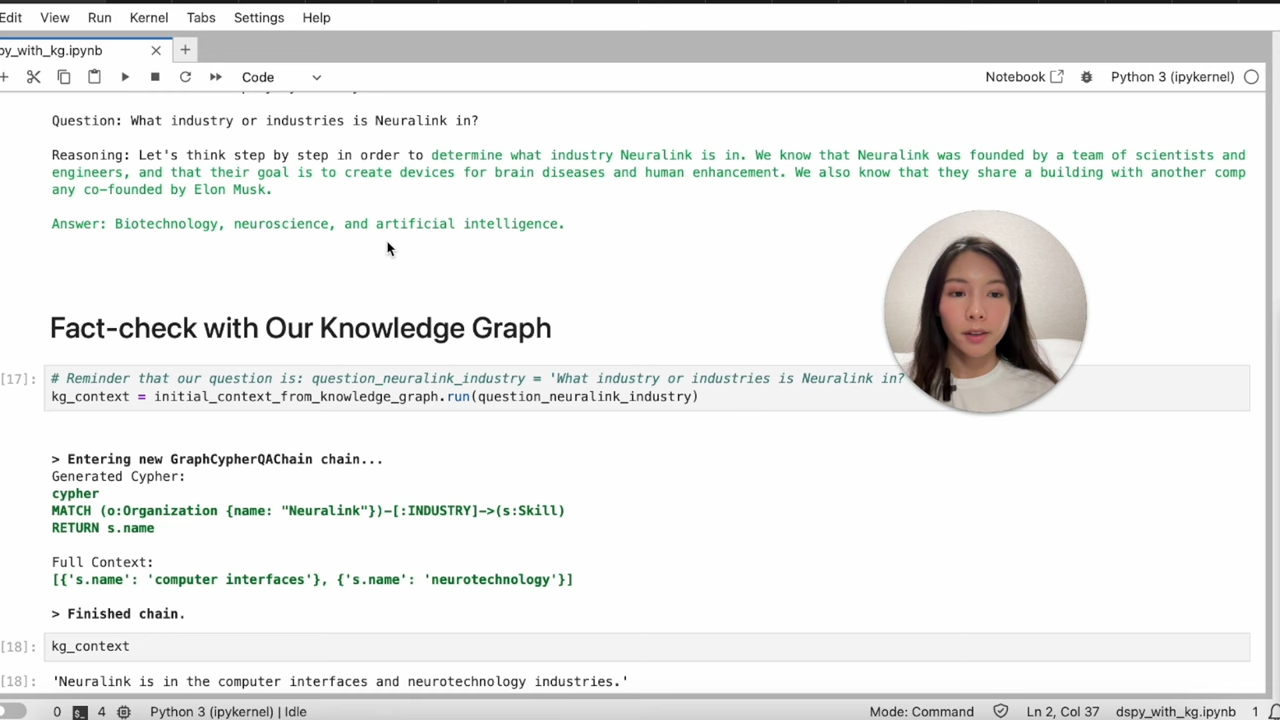 Edit View Run Kernel Tabs Settings Help
py_with_kg.ipynb
Code
Notebook
Python 3 (ipykernel)
Question: What industry or industries is Neuralink in?
Reasoning: Let's think step by step in order to determine what industry Neuralink is in. We know that Neuralink was founded by a team of scientists and
engineers, and that their goal is to create devices for brain diseases and human enhancement. We also know that they share a building with another comp
any co-founded by Elon Musk.
Answer: Biotechnology, neuroscience, and artificial intelligence.
Fact-check with Our Knowledge Graph
[17]: # Reminder that our question is: question_neuralink_industry = 'What industry or industries is Neuralink in?
kg_context = initial_context_from_knowledge_graph.run(question_neuralink_industry)
> Entering new GraphCypherQAChain chain...
Generated Cypher:
cypher
MATCH (o:Organization {name: "Neuralink"})-[:INDUSTRY]->(s:Skill)
RETURN s.name
Full Context:
[{'s.name': 'computer interfaces'}, {'s.name': 'neurotechnology'}]
> Finished chain.
[18]: kg_context
[18]: 'Neuralink is in the computer interfaces and neurotechnology industries.'
0 4 Python 3 (ipykernel) | Idle Mode: Command Ln 2, Col 37 dspy_with_kg.ipynb 1